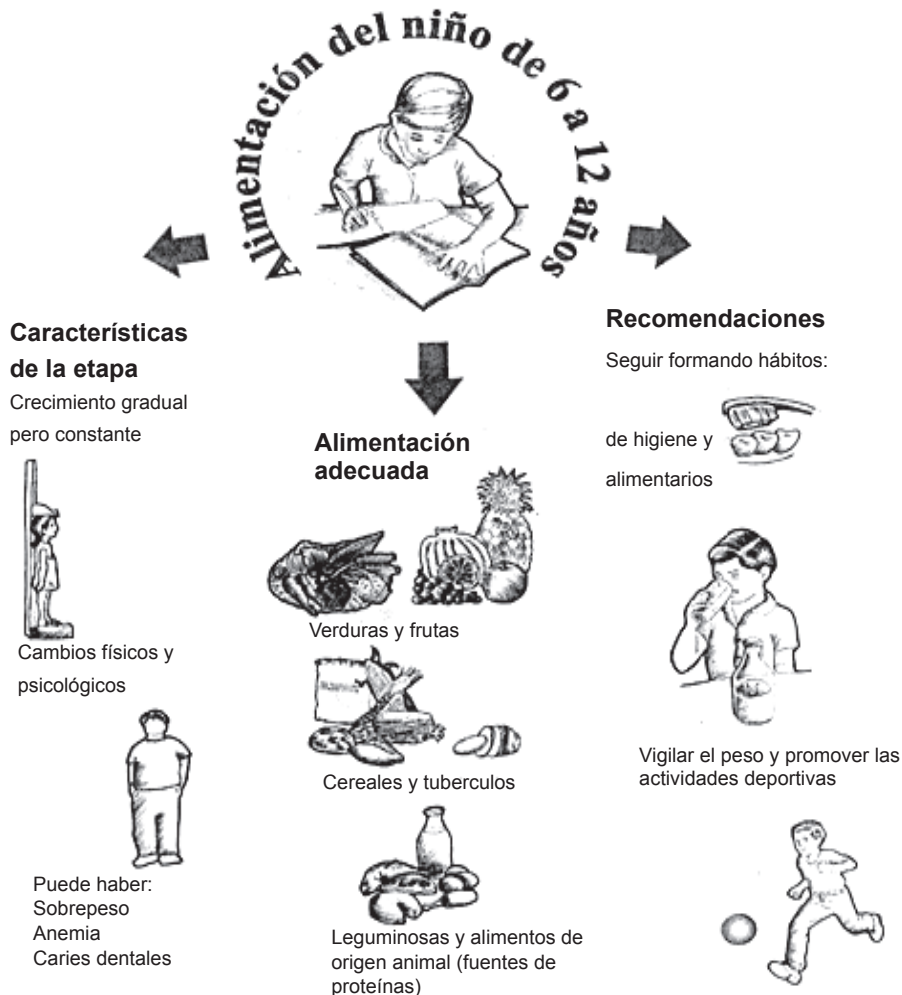 Alimentación del niño de 6 a 12 años
Características
de la etapa
Crecimiento gradual
pero constante
Cambios físicos y
psicológicos
Puede haber:
Sobrepeso
Anemia
Caries dentales
Alimentación
adecuada
Verduras y frutas
Cereales y tuberculos
Leguminosas y alimentos de
origen animal (fuentes de
proteínas)
Recomendaciones
Seguir formando hábitos:
de higiene y
alimentarios
Vigilar el peso y promover las
actividades deportivas